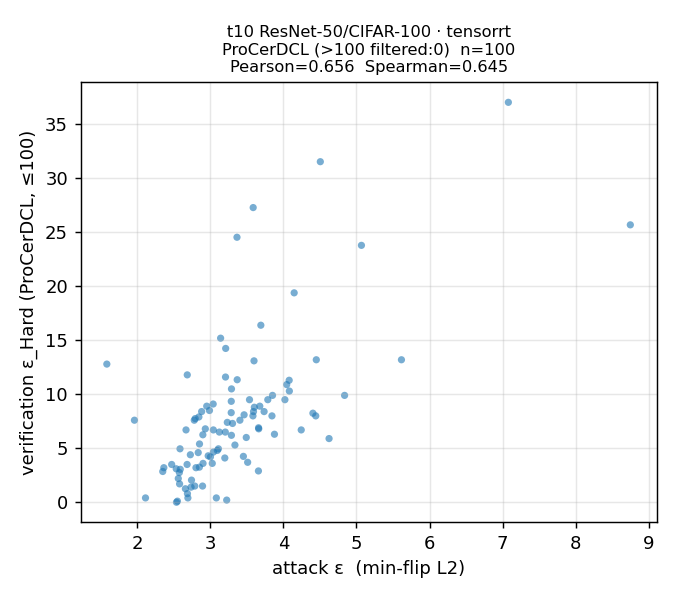 t10 ResNet-50/CIFAR-100 · tensorrt
ProCerDCL (>100 filtered:0)  n=100
Pearson=0.656  Spearman=0.645
verification ε_Hard (ProCerDCL, ≤100)
35
30
25
20
15
10
5
0
2 3 4 5 6 7 8 9
attack ε  (min-flip L2)